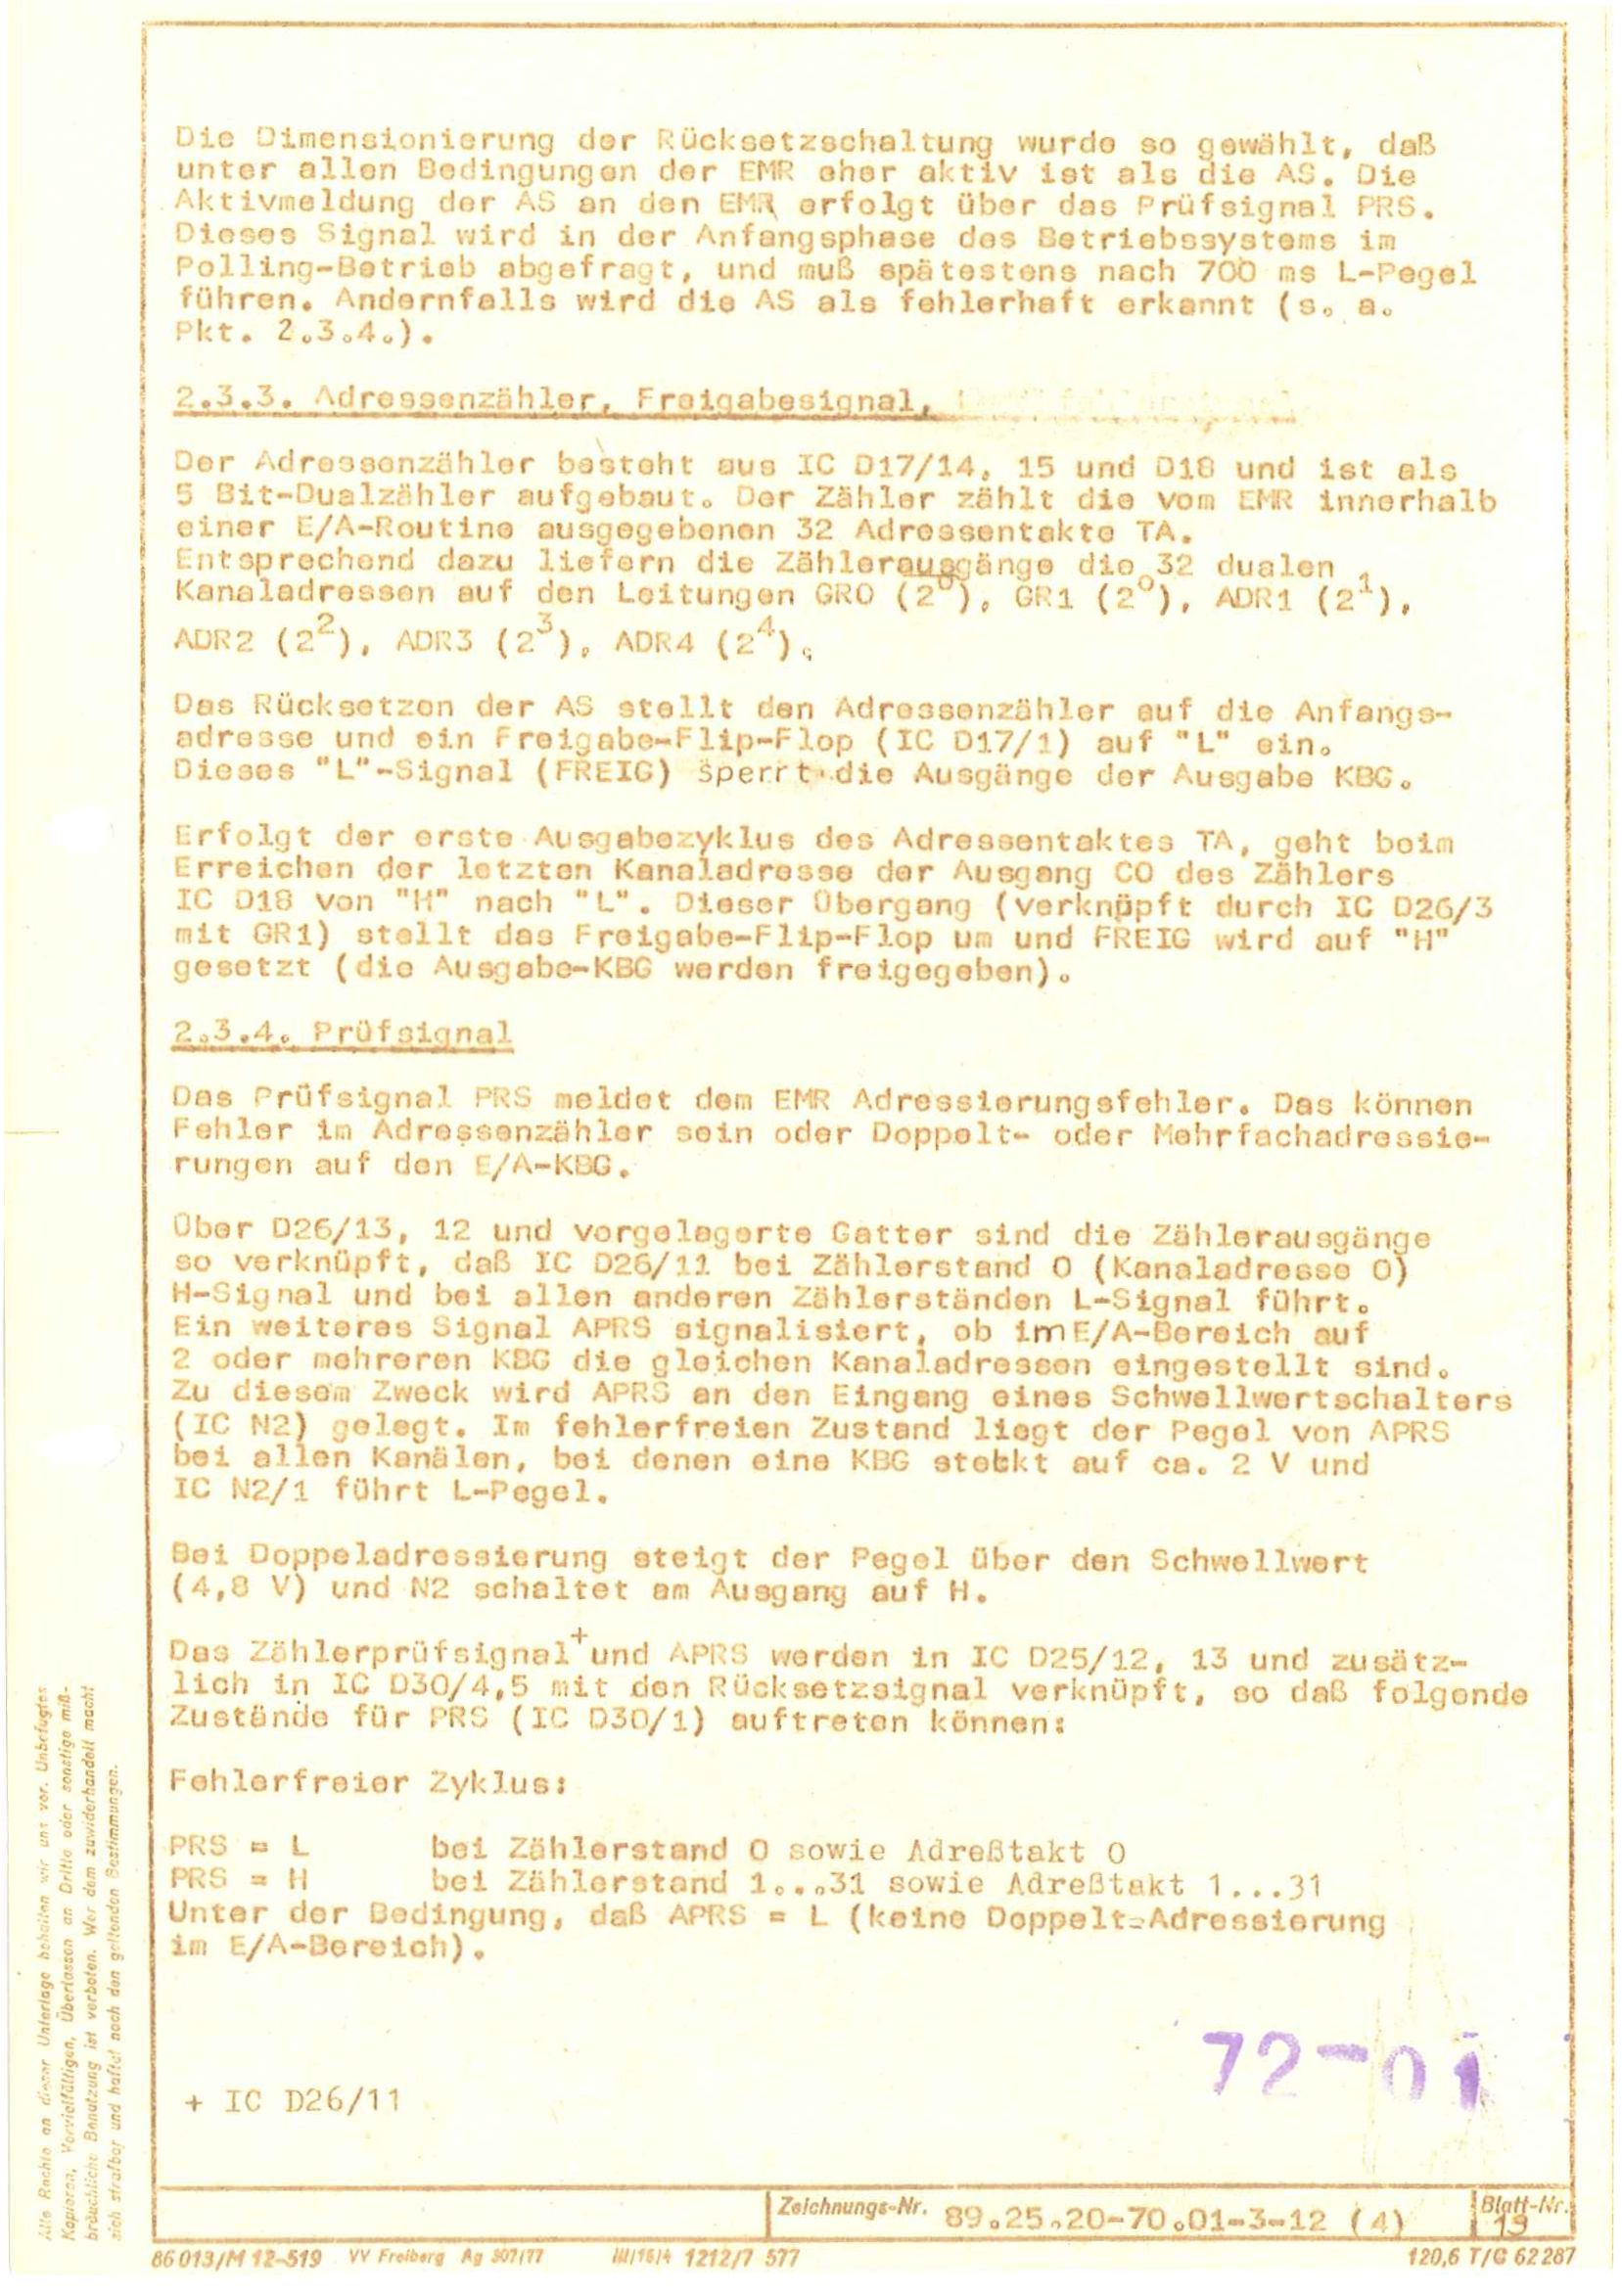 Die Dimensionierung der Rücksetzschaltung wurde so gewählt, daß
unter allen Bedingungen der EMR eher aktiv ist als die AS. Die
Aktivmeldung der AS an den EMR erfolgt über das Prüfsignal PRS.
Dieses Signal wird in der Anfangsphase des Betriebssystems im
Polling-Betrieb abgefragt, und muß spätestens nach 700 ms L-Pegel
führen. Andernfalls wird die AS als fehlerhaft erkannt (s. a.
Pkt. 2.3.4.).
2.3.3. Adressenzähler, Freigabesignal,
Der Adressenzähler besteht aus IC D17/14, 15 und D18 und ist als
5 Bit-Dualzähler aufgebaut. Der Zähler zählt die vom EMR innerhalb
einer E/A-Routine ausgegebenen 32 Adressentakte TA.
Entsprechend dazu liefern die Zählerausgänge die 32 dualen
Kanaladressen auf den Leitungen GR0 (2⁰), GR1 (2⁰), ADR1 (2¹),
ADR2 (2²), ADR3 (2³), ADR4 (2⁴).
Das Rücksetzen der AS stellt den Adressenzähler auf die Anfangs-
adresse und ein Freigabe-Flip-Flop (IC D17/1) auf "L" ein.
Dieses "L"-Signal (FREIG) sperrt die Ausgänge der Ausgabe KBG.
Erfolgt der erste Ausgabezyklus des Adressentaktes TA, geht beim
Erreichen der letzten Kanaladresse der Ausgang CO des Zählers
IC D18 von "H" nach "L". Dieser Übergang (verknüpft durch IC D26/3
mit GR1) stellt das Freigabe-Flip-Flop um und FREIG wird auf "H"
gesetzt (die Ausgabe-KBG werden freigegeben).
2.3.4. Prüfsignal
Das Prüfsignal PRS meldet dem EMR Adressierungsfehler. Das können
Fehler im Adressenzähler sein oder Doppelt- oder Mehrfachadressie-
rungen auf den E/A-KBG.
Über D26/13, 12 und vorgelagerte Gatter sind die Zählerausgänge
so verknüpft, daß IC D26/11 bei Zählerstand 0 (Kanaladresse 0)
H-Signal und bei allen anderen Zählerständen L-Signal führt.
Ein weiteres Signal APRS signalisiert, ob im E/A-Bereich auf
2 oder mehreren KBG die gleichen Kanaladressen eingestellt sind.
Zu diesem Zweck wird APRS an den Eingang eines Schwellwertschalters
(IC N2) gelegt. Im fehlerfreien Zustand liegt der Pegel von APRS
bei allen Kanälen, bei denen eine KBG steckt auf ca. 2 V und
IC N2/1 führt L-Pegel.
Bei Doppeladressierung steigt der Pegel über den Schwellwert
(4,8 V) und N2 schaltet am Ausgang auf H.
Das Zählerprüfsignal⁺ und APRS werden in IC D25/12, 13 und zusätz-
lich in IC D30/4,5 mit den Rücksetzsignal verknüpft, so daß folgende
Zustände für PRS (IC D30/1) auftreten können:
Fehlerfreier Zyklus:
PRS = L bei Zählerstand 0 sowie Adreßtakt 0
PRS = H bei Zählerstand 1...31 sowie Adreßtakt 1...31
Unter der Bedingung, daß APRS = L (keine Doppelt-Adressierung
im E/A-Bereich).
72-01
+ IC D26/11
Alle Rechte an dieser Unterlage behalten wir uns vor. Unbefugtes
Kopieren, Vervielfältigen, Überlassen an Dritte oder sonstige miß-
bräuchliche Benutzung ist verboten. Wer dem zuwiderhandelt macht
sich strafbar und haftet nach den geltenden Bestimmungen.
Zeichnungs-Nr. 89.25.20-70.01-3-12 (4)
Blatt-Nr.
19
86013/M 12-519 VV Freiberg Ag 307/77 III/16/4 1212/7 577
120,6 T/G 62287